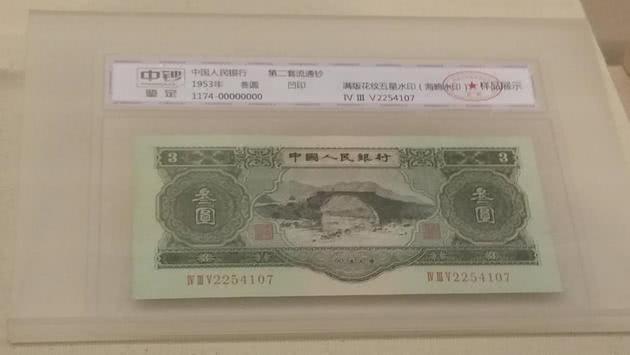 中钞 鉴定
中国人民银行 第二套流通钞
1953年 叁圆 凹印
1174-00000000
满版花纹五星水印(海鸥水印) 样品展示
IV III V2254107
3 中國人民銀行 3
叁圓 叁圓
IV III V2254107 IV III V2254107